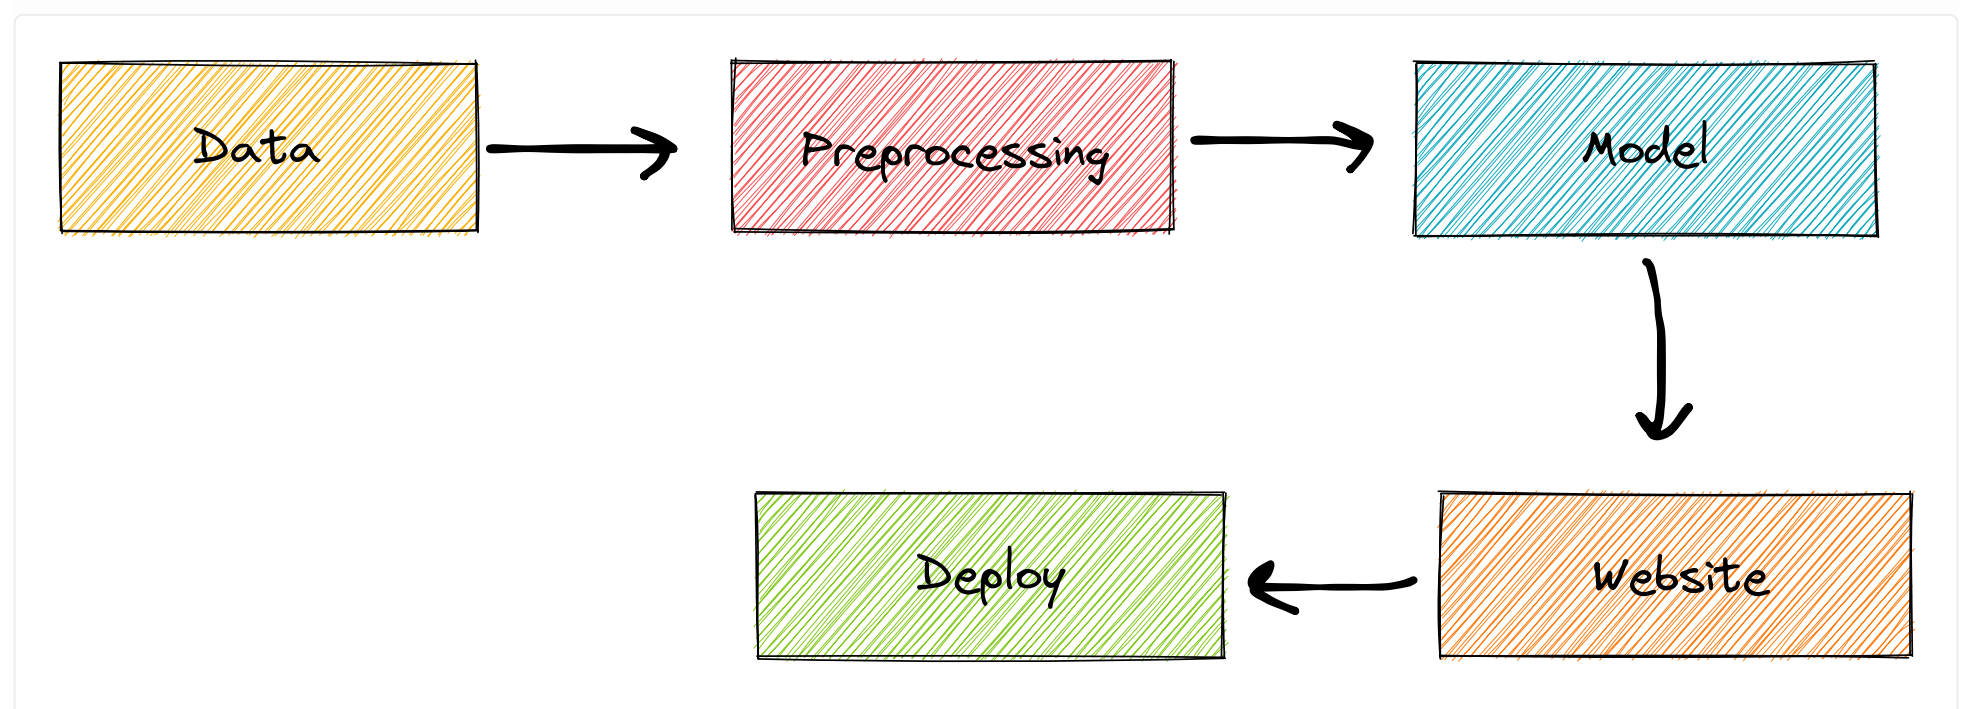 Data
Preprocessing
Model
Website
Deploy